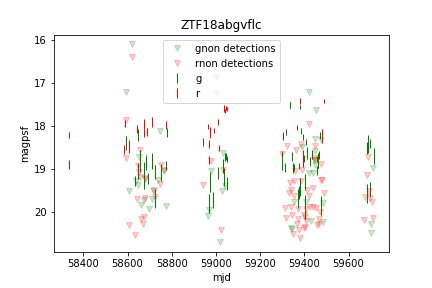 ZTF18abgvflc
gnon detections
rnon detections
g
r
magpsf
16
17
18
19
20
58400
58600
58800
59000
59200
59400
59600
mjd